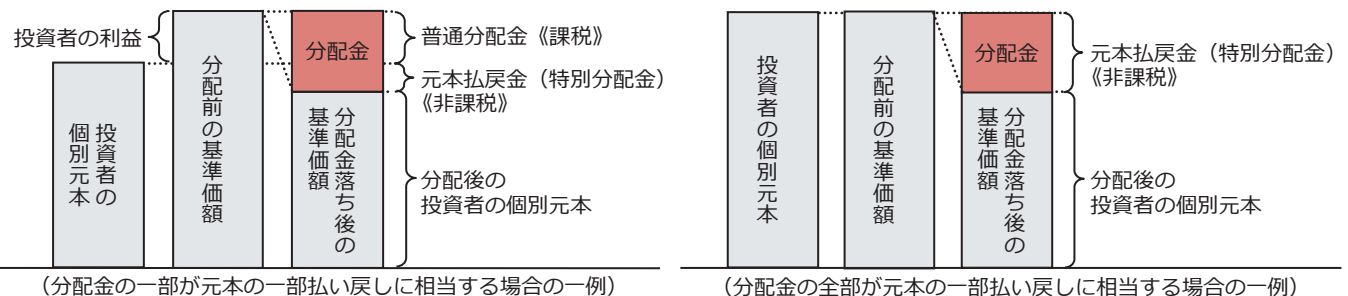 投資者の利益
投資者の
個別元本
分配前の基準価額
分配金
分配金落ち後の
基準価額
普通分配金《課税》
元本払戻金（特別分配金）
《非課税》
分配後の
投資者の個別元本
（分配金の一部が元本の一部払い戻しに相当する場合の一例）
投資者の個別元本
分配前の基準価額
分配金
分配金落ち後の
基準価額
元本払戻金（特別分配金）
《非課税》
分配後の
投資者の個別元本
（分配金の全部が元本の一部払い戻しに相当する場合の一例）